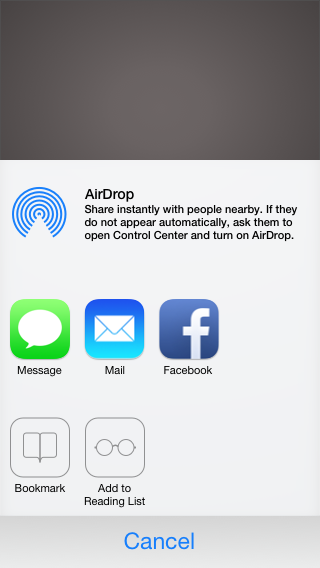 AirDrop
Share instantly with people nearby. If they
do not appear automatically, ask them to
open Control Center and turn on AirDrop.
Message
Mail
Facebook
Bookmark
Add to
Reading List
Cancel